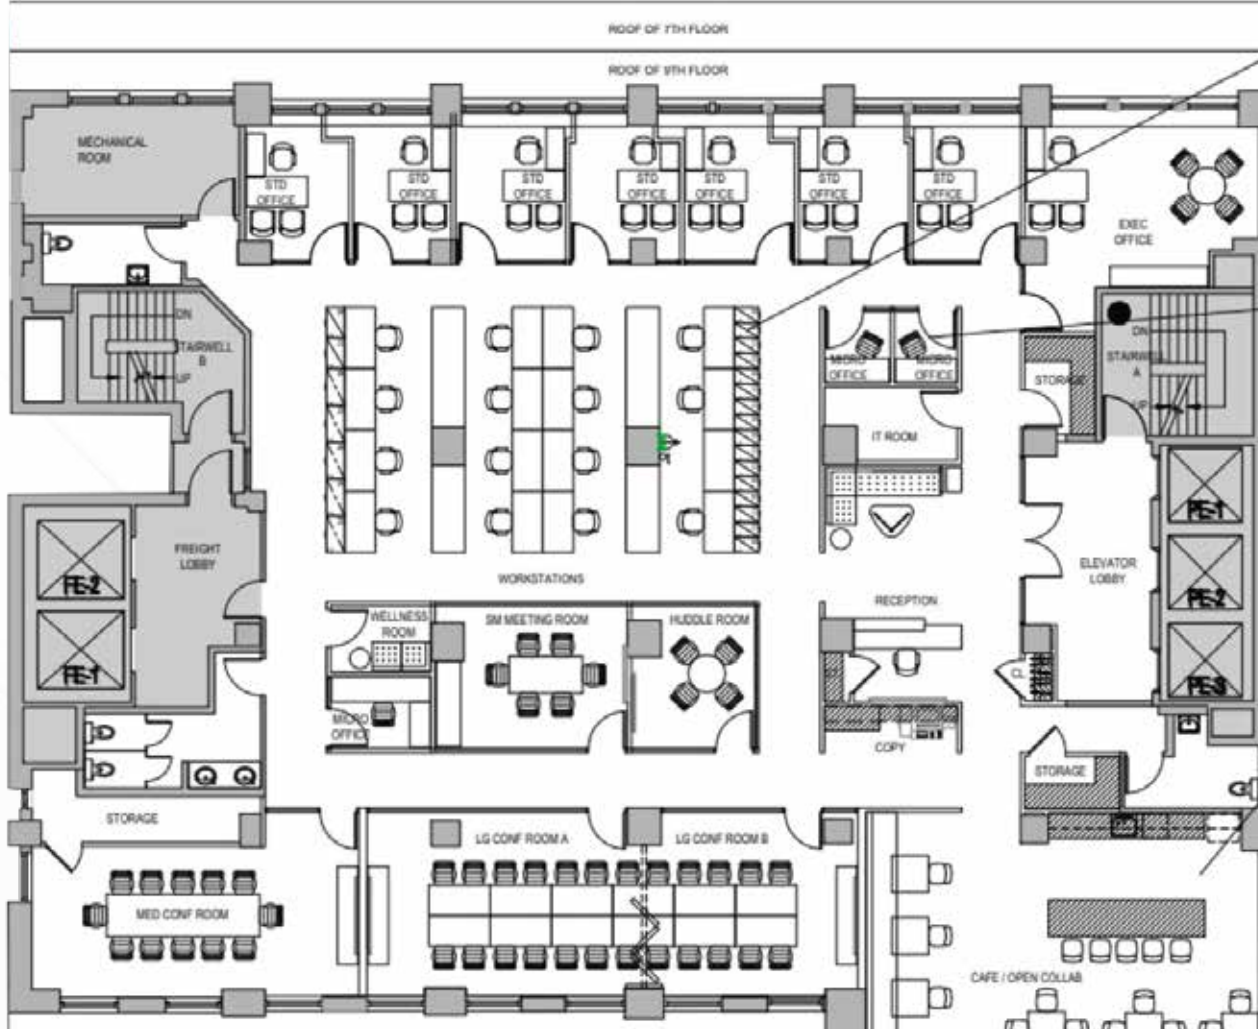 ROOF OF 7TH FLOOR
ROOF OF 9TH FLOOR
MECHANICAL
ROOM
STD
OFFICE
STD
OFFICE
STD
OFFICE
STD
OFFICE
STD
OFFICE
STD
OFFICE
STD
OFFICE
EXEC
OFFICE
DN
STAIRWELL
B
UP
DN
STAIRWELL
A
UP
MICRO
OFFICE
MICRO
OFFICE
STORAGE
IT ROOM
FREIGHT
LOBBY
FE-2
FE-1
WORKSTATIONS
ELEVATOR
LOBBY
PE-1
PE-2
PE-3
RECEPTION
WELLNESS
ROOM
SM MEETING ROOM
HUDDLE ROOM
CL
MICRO
OFFICE
COPY
STORAGE
STORAGE
LG CONF ROOM A
LG CONF ROOM B
MED CONF ROOM
CAFE / OPEN COLLAB